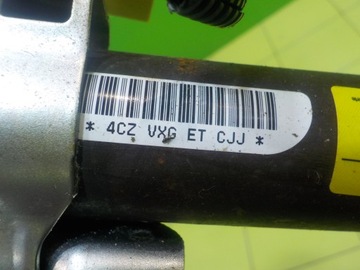 * 4CZ VXG ET CJJ *